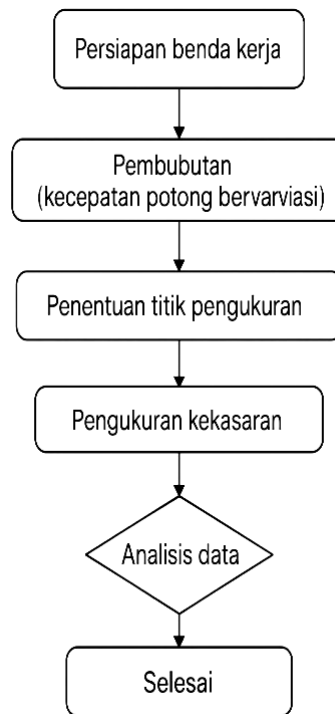 Persiapan benda kerja
Pembubutan
(kecepatan potong bervarviasi)
Penentuan titik pengukuran
Pengukuran kekasaran
Analisis data
Selesai